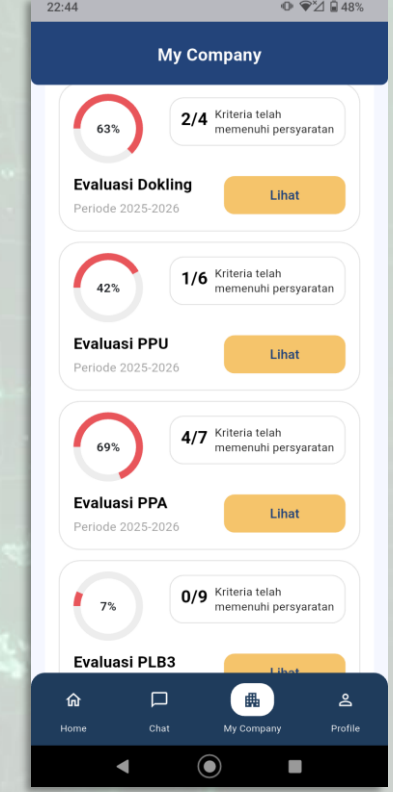 22:44
48%
My Company
63%
2/4 Kriteria telah
memenuhi persyaratan
Evaluasi Dokling
Periode 2025-2026
Lihat
42%
1/6 Kriteria telah
memenuhi persyaratan
Evaluasi PPU
Periode 2025-2026
Lihat
69%
4/7 Kriteria telah
memenuhi persyaratan
Evaluasi PPA
Periode 2025-2026
Lihat
7%
0/9 Kriteria telah
memenuhi persyaratan
Evaluasi PLB3
Lihat
Home
Chat
My Company
Profile